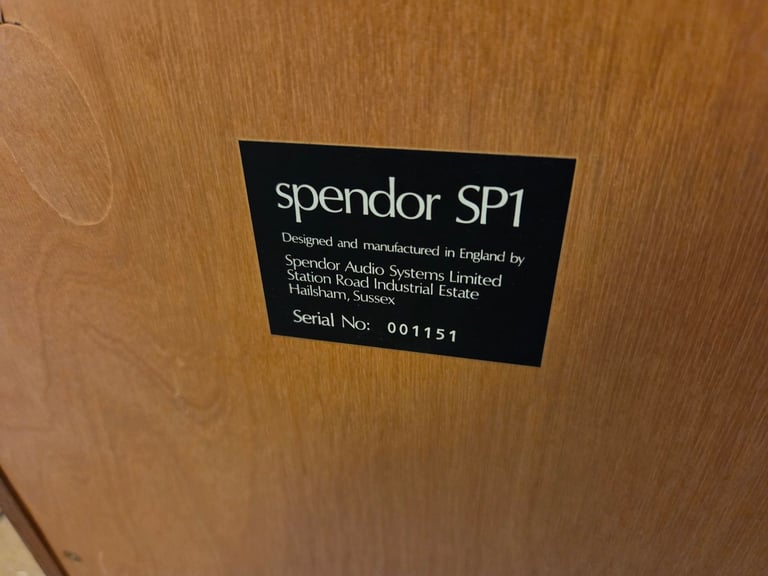 spendor SP1
Designed and manufactured in England by
Spendor Audio Systems Limited
Station Road Industrial Estate
Hailsham, Sussex
Serial No: 001151